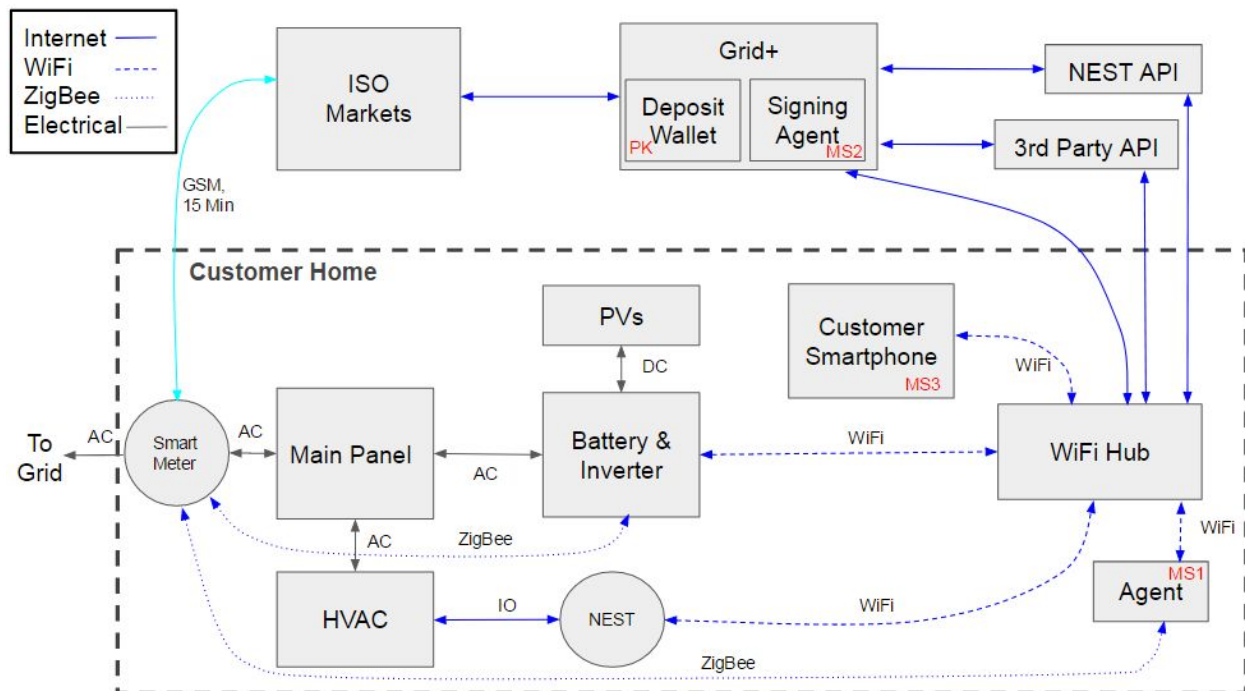 Internet
WiFi
ZigBee
Electrical
ISO
Markets
Grid+
Deposit
Wallet
PK
Signing
Agent
MS2
NEST API
3rd Party API
GSM,
15 Min
Customer Home
PVs
DC
Customer
Smartphone
MS3
WiFi
To
Grid
AC
Smart
Meter
AC
Main Panel
AC
Battery &
Inverter
WiFi
WiFi Hub
AC
ZigBee
WiFi
HVAC
IO
NEST
WiFi
MS1
Agent
ZigBee